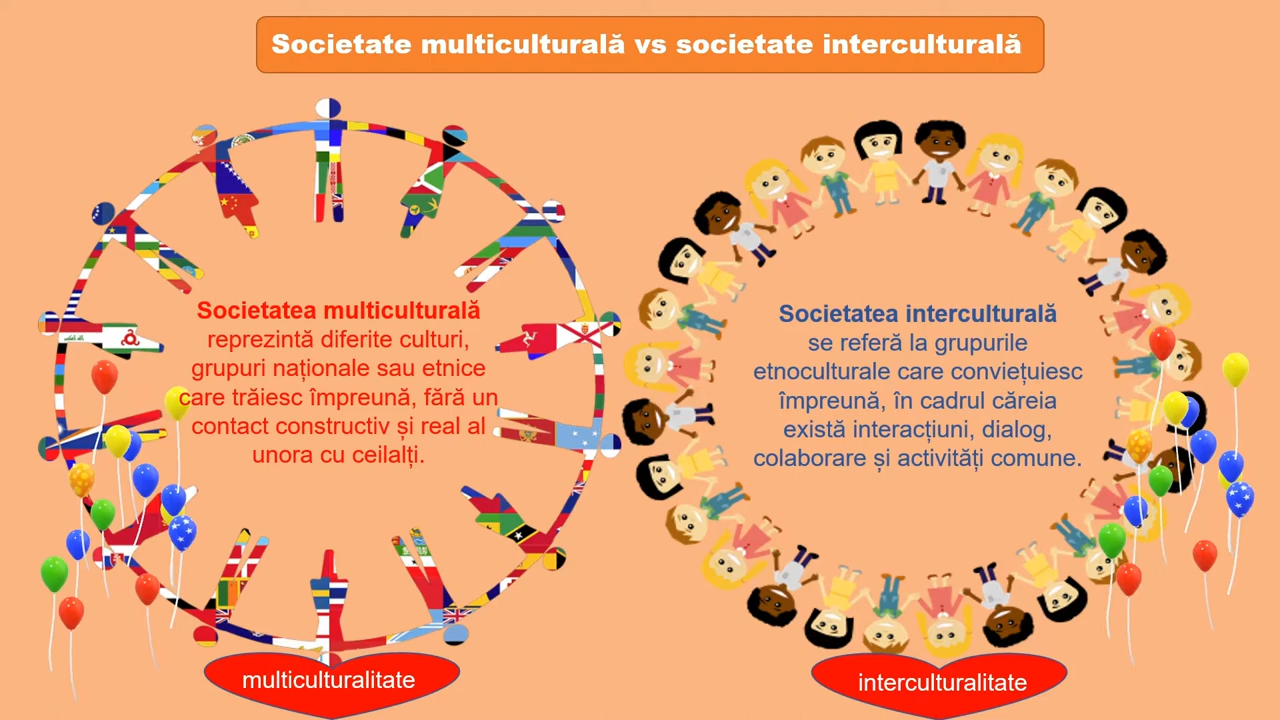 Societate multiculturală vs societate interculturală
Societatea multiculturală
reprezintă diferite culturi,
grupuri naționale sau etnice
care trăiesc împreună, fără un
contact constructiv și real al
unora cu ceilalți.
Societatea interculturală
se referă la grupurile
etnoculturale care conviețuiesc
împreună, în cadrul căreia
există interacțiuni, dialog,
colaborare și activități comune.
multiculturalitate
interculturalitate